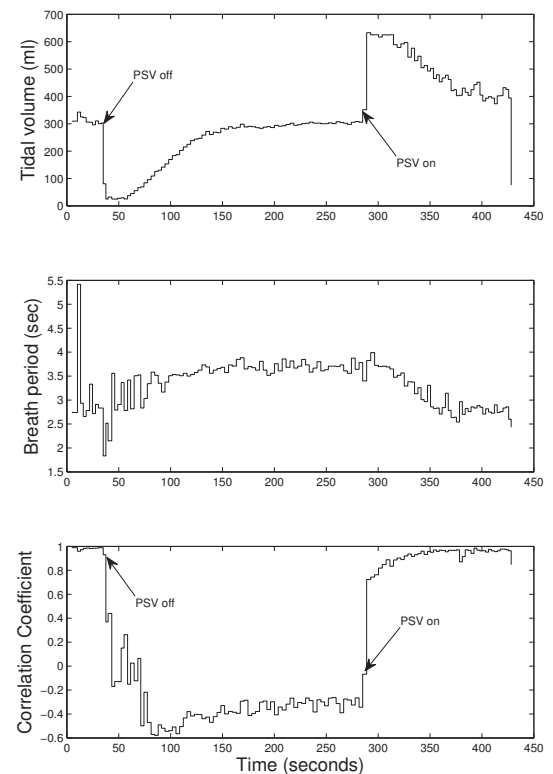 700
600
500
400
300
200
100
0
Tidal volume (ml)
PSV off
PSV on
0 50 100 150 200 250 300 350 400 450
5.5
5
4.5
4
3.5
3
2.5
2
1.5
Breath period (sec)
0 50 100 150 200 250 300 350 400 450
1
0.8
0.6
0.4
0.2
0
−0.2
−0.4
−0.6
Correlation Coefficient
PSV off
PSV on
0 50 100 150 200 250 300 350 400 450
Time (seconds)